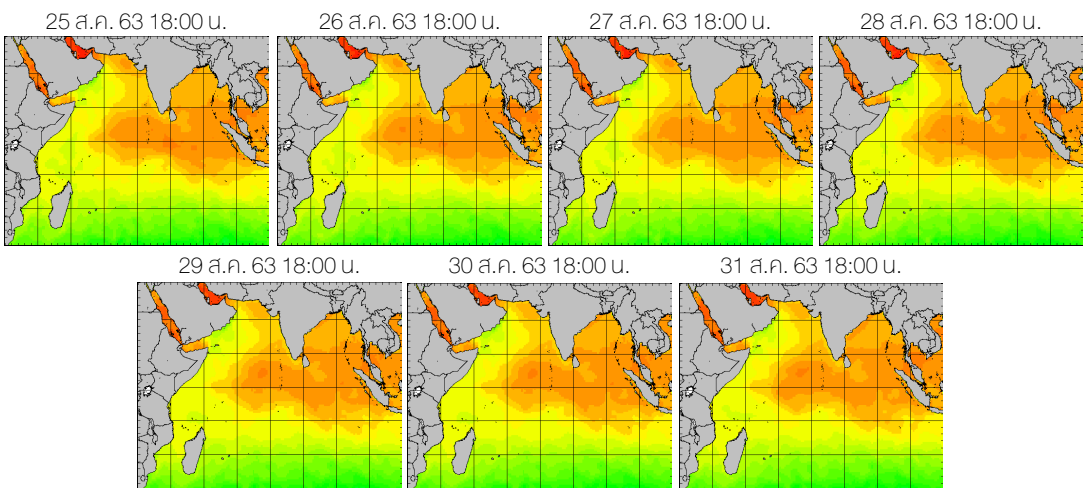 25 ส.ค. 63 18:00 น.
26 ส.ค. 63 18:00 น.
27 ส.ค. 63 18:00 น.
28 ส.ค. 63 18:00 น.
29 ส.ค. 63 18:00 น.
30 ส.ค. 63 18:00 น.
31 ส.ค. 63 18:00 น.